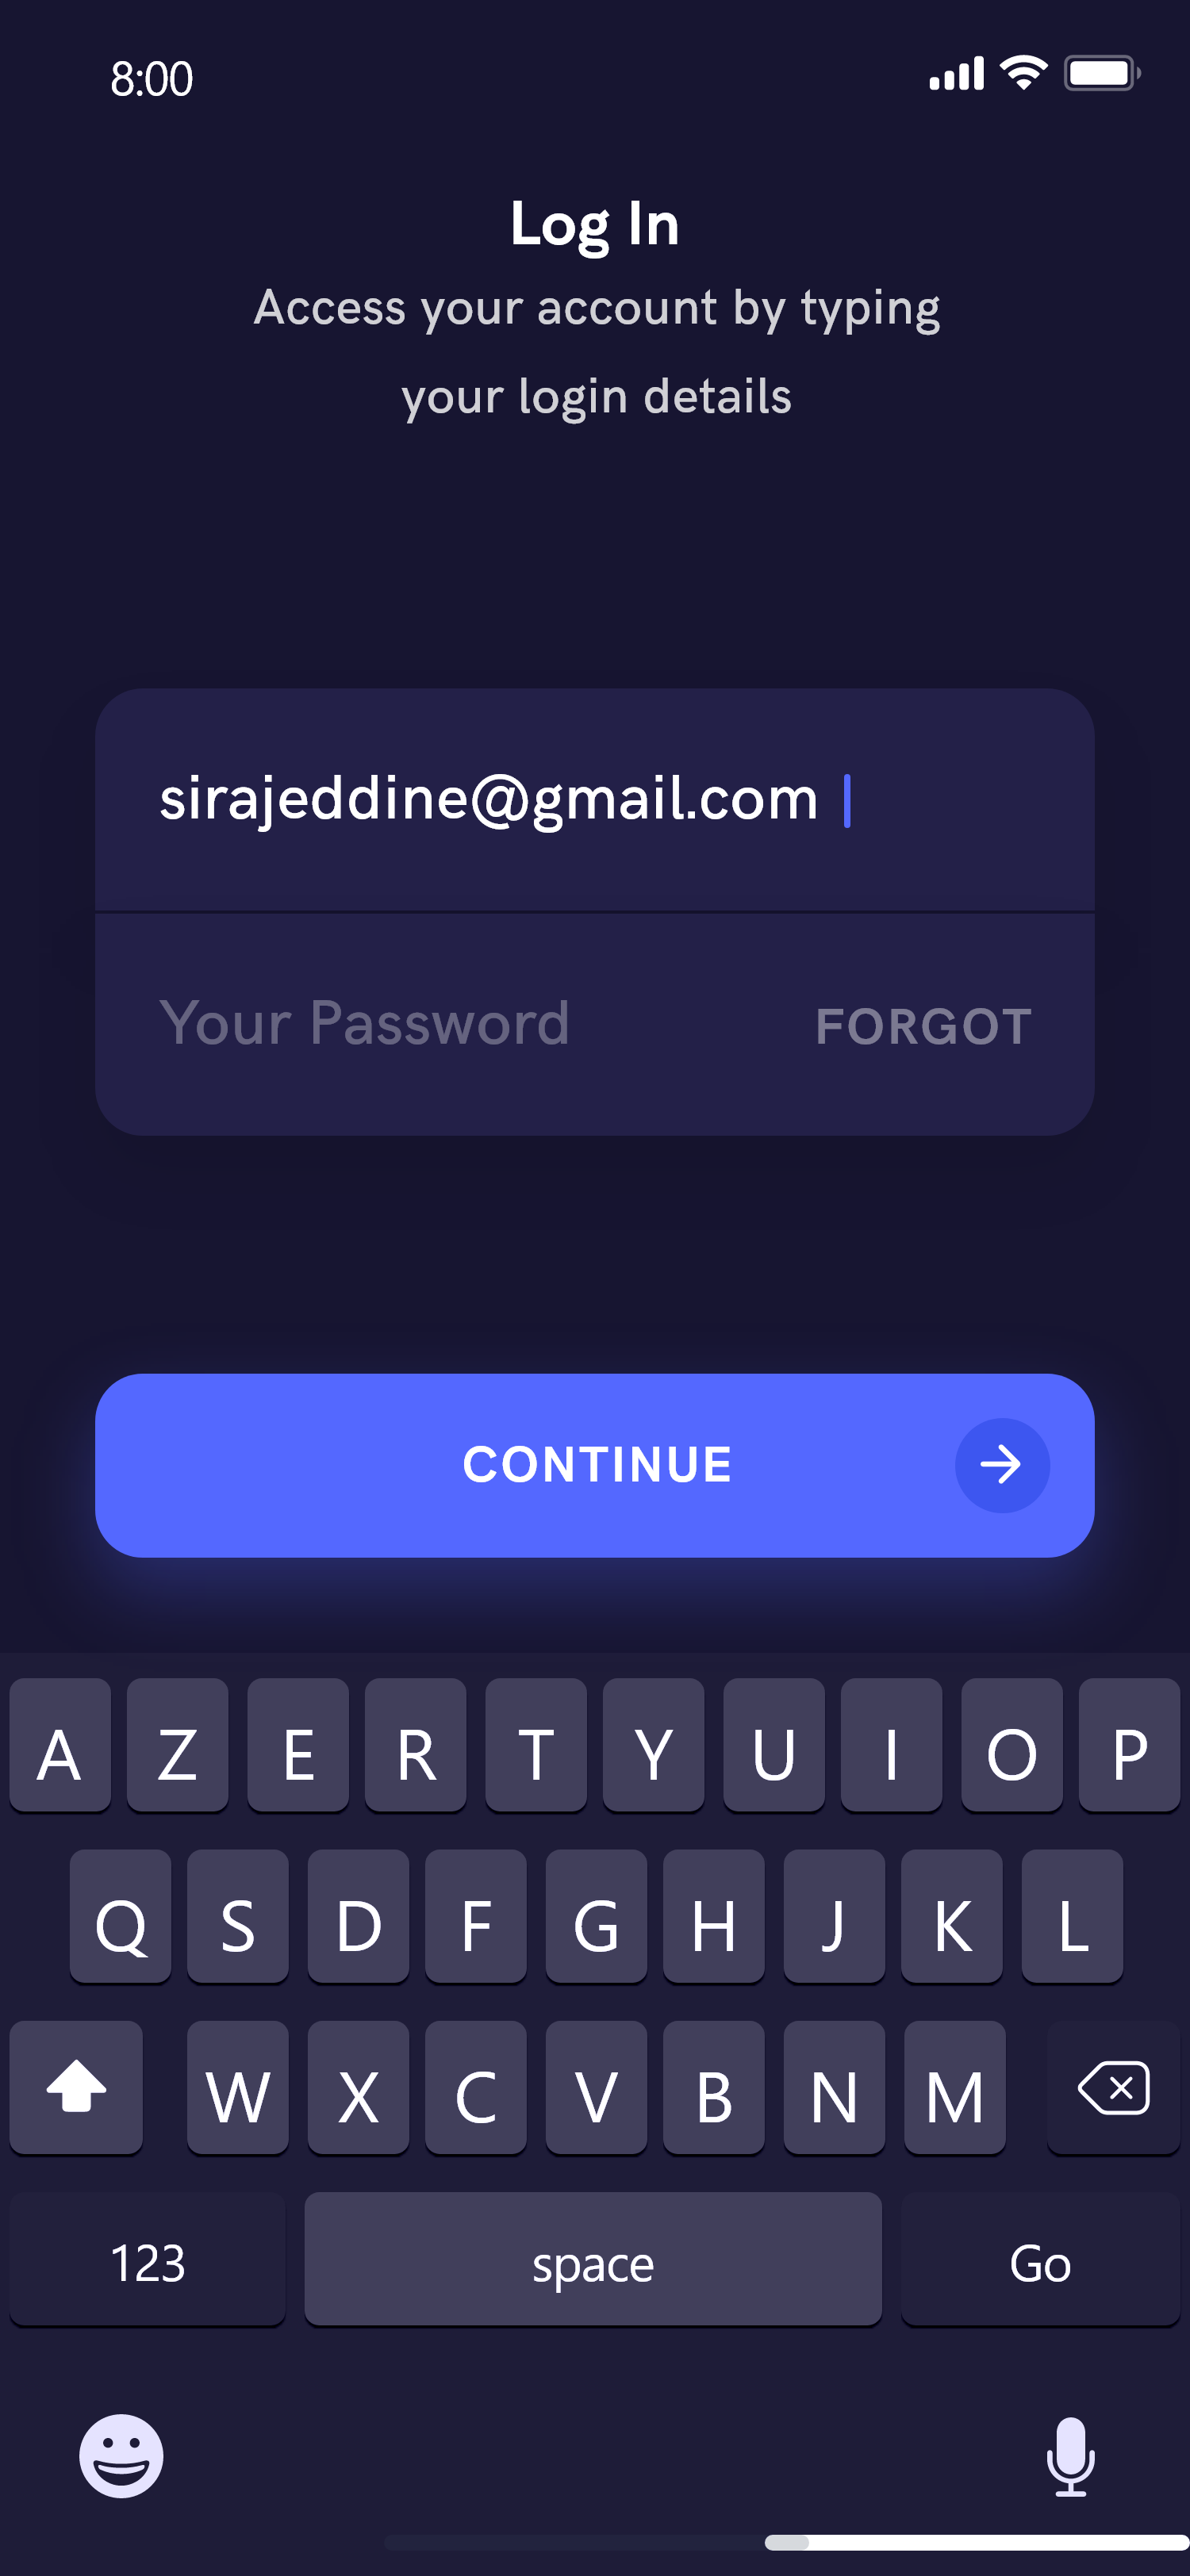 8:00
Log In
Access your account by typing
your login details
sirajeddine@gmail.com
Your Password FORGOT
CONTINUE
A Z E R T Y U I O P
Q S D F G H J K L
W X C V B N M
123 space Go